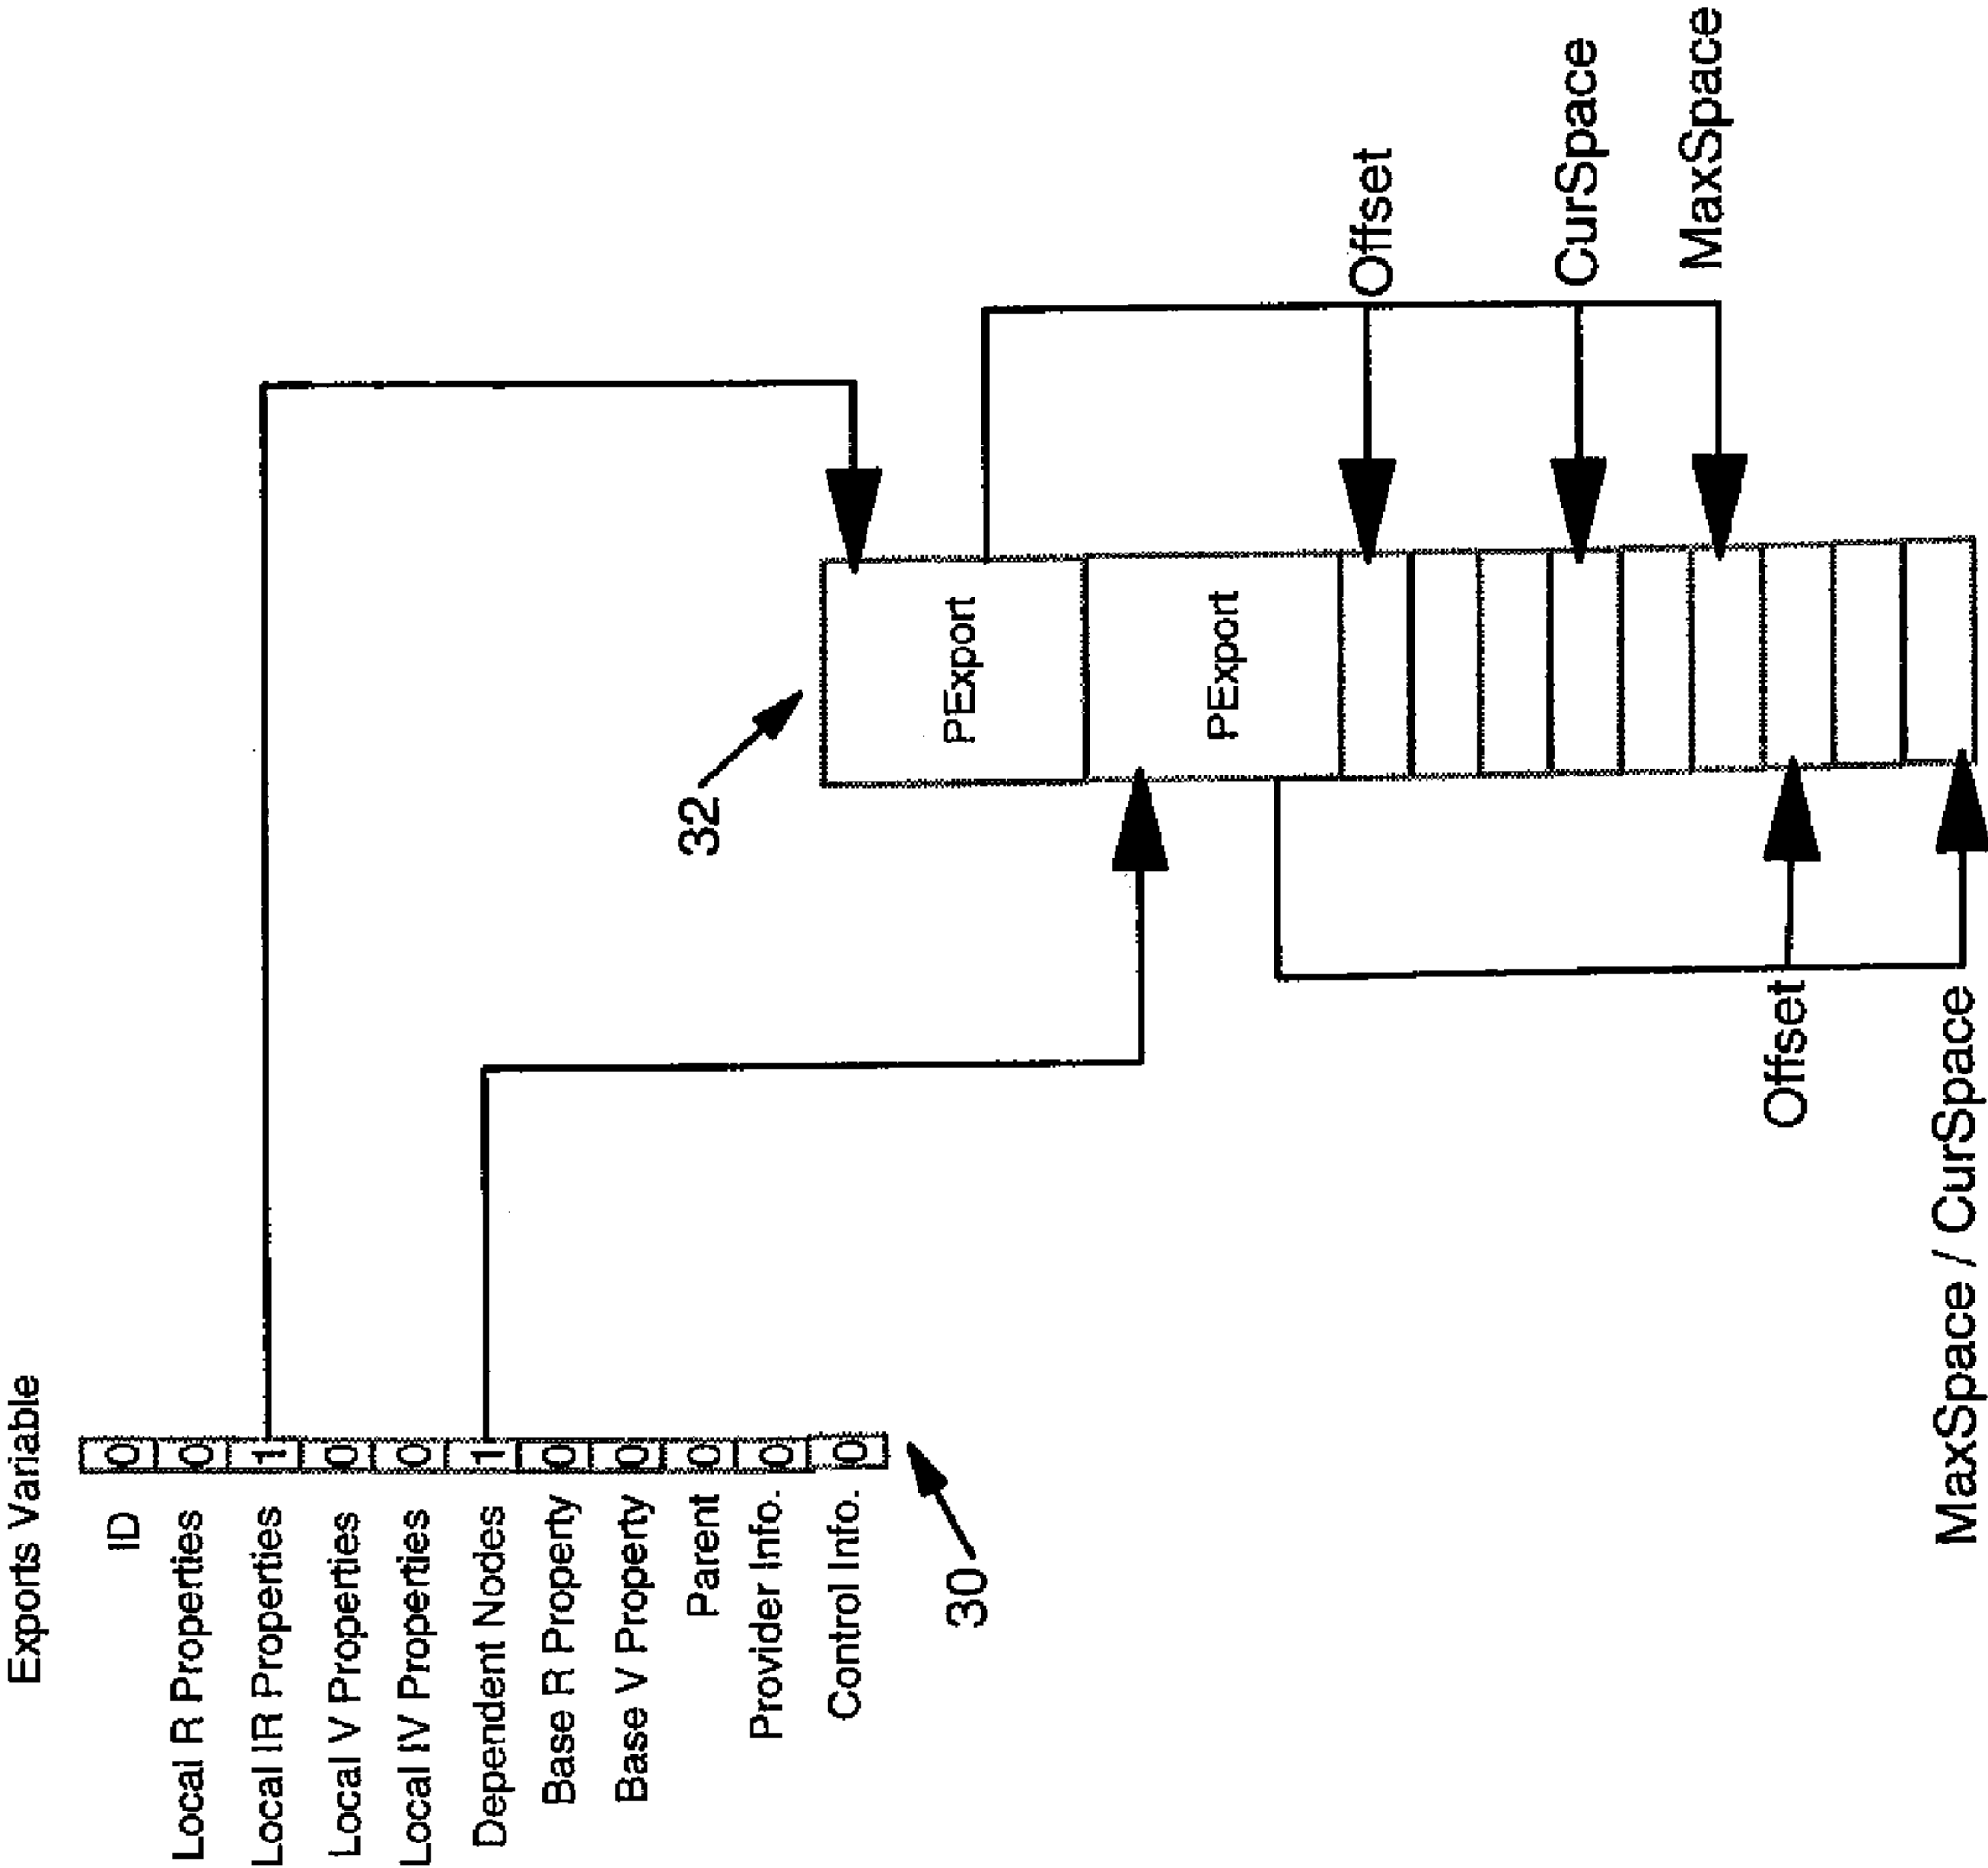 Exports Variable
ID 0
Local R Properties 0
Local IR Properties 1
Local V Properties 0
Local IV Properties 0
Dependent Nodes 1
Base R Property 0
Base V Property 0
Parent 0
Provider Info. 0
Control Info. 0
30
32
PExport
PExport
Offset
CurSpace
MaxSpace
Offset
MaxSpace / CurSpace